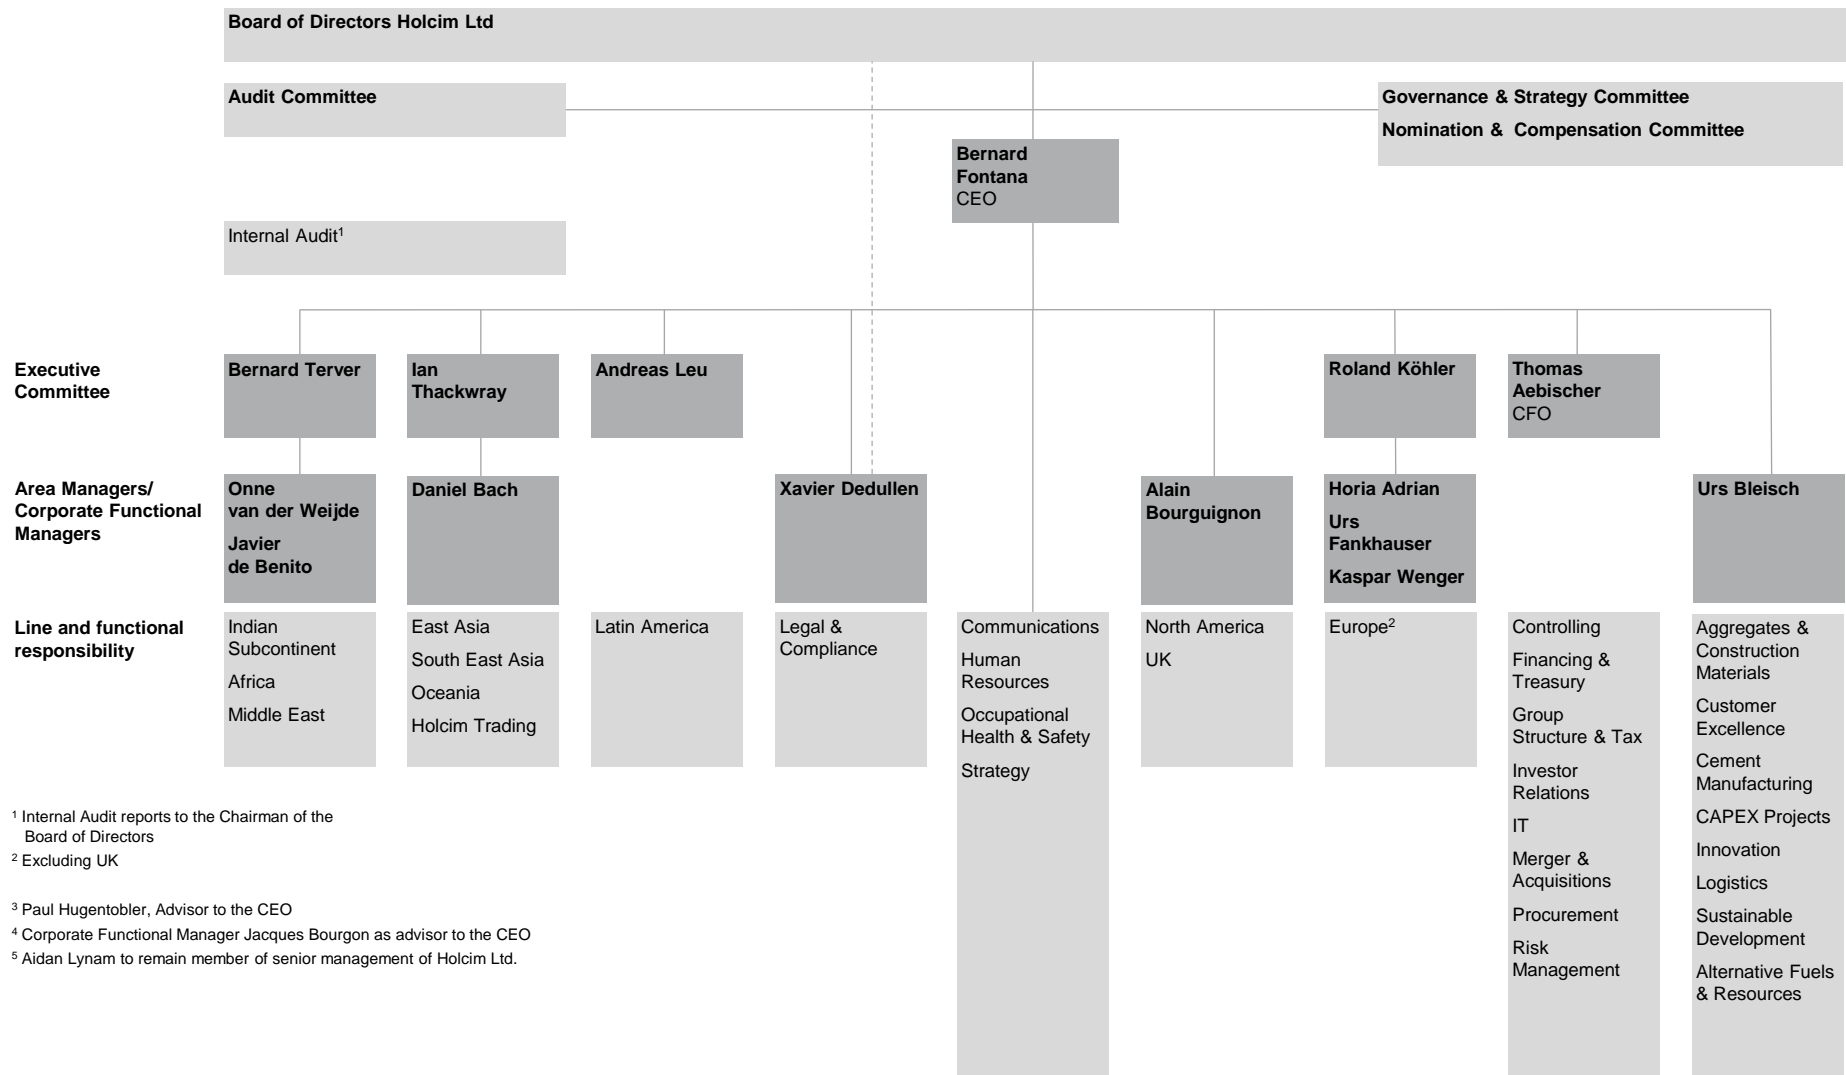 Board of Directors Holcim Ltd
Audit Committee
Governance & Strategy Committee
Nomination & Compensation Committee
Bernard
Fontana
CEO
Internal Audit¹
Executive
Committee
Bernard Terver
Ian
Thackwray
Andreas Leu
Roland Köhler
Thomas
Aebischer
CFO
Area Managers/
Corporate Functional
Managers
Onne
van der Weijde
Javier
de Benito
Daniel Bach
Xavier Dedullen
Alain
Bourguignon
Horia Adrian
Urs
Fankhauser
Kaspar Wenger
Urs Bleisch
Line and functional
responsibility
Indian
Subcontinent
Africa
Middle East
East Asia
South East Asia
Oceania
Holcim Trading
Latin America
Legal &
Compliance
Communications
Human
Resources
Occupational
Health & Safety
Strategy
North America
UK
Europe²
Controlling
Financing &
Treasury
Group
Structure & Tax
Investor
Relations
IT
Merger &
Acquisitions
Procurement
Risk
Management
Aggregates &
Construction
Materials
Customer
Excellence
Cement
Manufacturing
CAPEX Projects
Innovation
Logistics
Sustainable
Development
Alternative Fuels
& Resources
¹ Internal Audit reports to the Chairman of the
Board of Directors
² Excluding UK
³ Paul Hugentobler, Advisor to the CEO
⁴ Corporate Functional Manager Jacques Bourgon as advisor to the CEO
⁵ Aidan Lynam to remain member of senior management of Holcim Ltd.